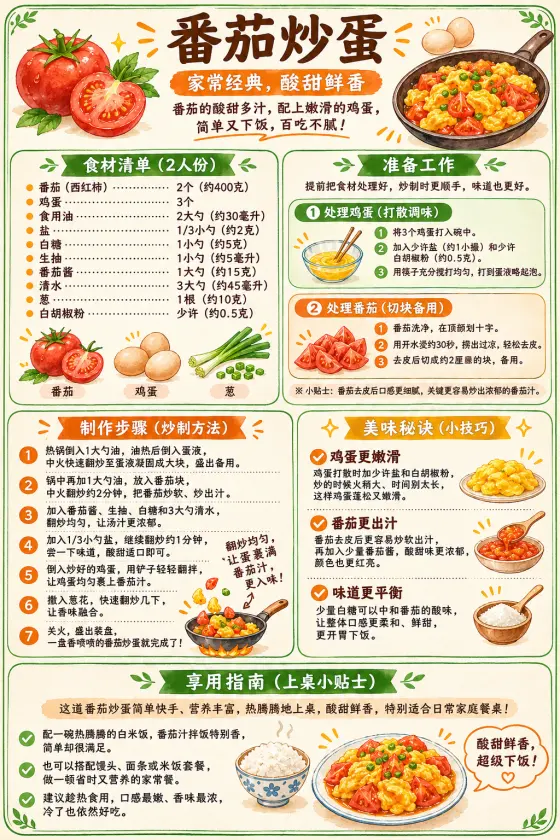 番茄炒蛋
家常经典，酸甜鲜香
番茄的酸甜多汁，配上嫩滑的鸡蛋，
简单又下饭，百吃不腻！
食材清单（2人份）
番茄（西红柿）…………… 2个（约400克）
鸡蛋…………… 3个
食用油…………… 2大勺（约30毫升）
盐…………… 1/3小勺（约2克）
白糖…………… 1小勺（约5克）
生抽…………… 1小勺（约5毫升）
番茄酱…………… 1大勺（约15克）
清水…………… 3大勺（约45毫升）
葱…………… 1根（约10克）
白胡椒粉…………… 少许（约0.5克）
番茄
鸡蛋
葱
准备工作
提前把食材处理好，炒制时更顺手，味道也更好。
1 处理鸡蛋（打散调味）
1 将3个鸡蛋打入碗中。
2 加入少许盐（约1小撮）和少许
白胡椒粉（约0.5克）。
3 用筷子充分搅打均匀，打到蛋液略起泡。
2 处理番茄（切块备用）
1 番茄洗净，在顶部划十字。
2 用开水烫约30秒，捞出过凉，轻松去皮。
3 去皮后切成约2厘米的块，备用。
※ 小贴士：番茄去皮后口感更细腻，关键更容易炒出浓郁的番茄汁。
制作步骤（炒制方法）
1 热锅倒入1大勺油，油热后倒入蛋液，
中火快速翻炒至蛋液凝固成大块，盛出备用。
2 锅中再加1大勺油，放入番茄块，
中火翻炒约2分钟，把番茄炒软、炒出汁。
3 加入番茄酱、生抽、白糖和3大勺清水，
翻炒均匀，让汤汁更浓郁。
4 加入1/3小勺盐，继续翻炒约1分钟，
尝一下味道，酸甜适口即可。
5 倒入炒好的鸡蛋，用铲子轻轻翻拌，
让鸡蛋均匀裹上番茄汁。
6 撒入葱花，快速翻炒几下，
让香味融合。
7 关火，盛出装盘，
一盘香喷喷的番茄炒蛋就完成了！
翻炒均匀，
让蛋裹满
番茄汁，
更入味！
美味秘诀（小技巧）
鸡蛋更嫩滑
鸡蛋打散时加少许盐和白胡椒粉，
炒的时候火稍大、时间别太长，
这样鸡蛋蓬松又嫩滑。
番茄更出汁
番茄去皮后更容易炒软出汁，
再加入少量番茄酱，酸甜味更浓郁，
颜色也更红亮。
味道更平衡
少量白糖可以中和番茄的酸味，
让整体口感更柔和、鲜甜，
更开胃下饭。
享用指南（上桌小贴士）
这道番茄炒蛋简单快手、营养丰富，热腾腾地上桌，酸甜鲜香，特别适合日常家庭餐桌！
配一碗热腾腾的白米饭，番茄汁拌饭特别香，
简单却很满足。
也可以搭配馒头、面条或米饭套餐，
做一顿省时又营养的家常餐。
建议趁热食用，口感最嫩、香味最浓，
冷了也依然好吃。
酸甜鲜香，
超级下饭！